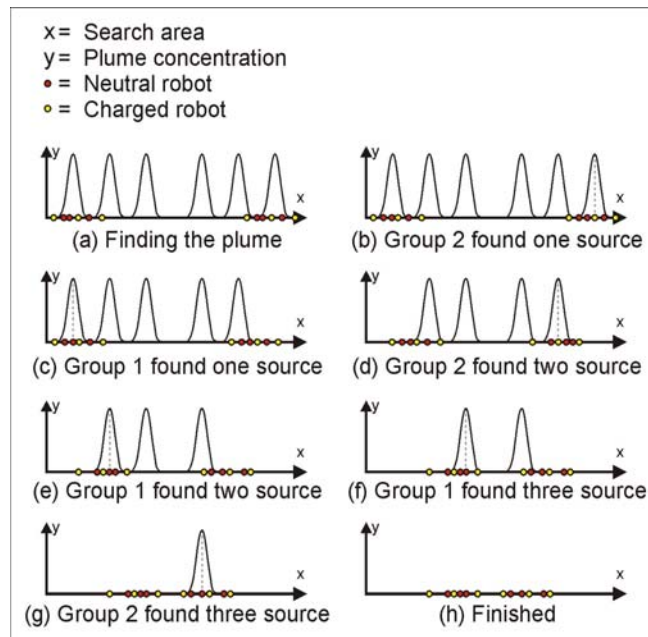 x = Search area
y = Plume concentration
= Neutral robot
= Charged robot
y
x
(a) Finding the plume
y
x
(b) Group 2 found one source
y
x
(c) Group 1 found one source
y
x
(d) Group 2 found two source
y
x
(e) Group 1 found two source
y
x
(f) Group 1 found three source
y
x
(g) Group 2 found three source
y
x
(h) Finished